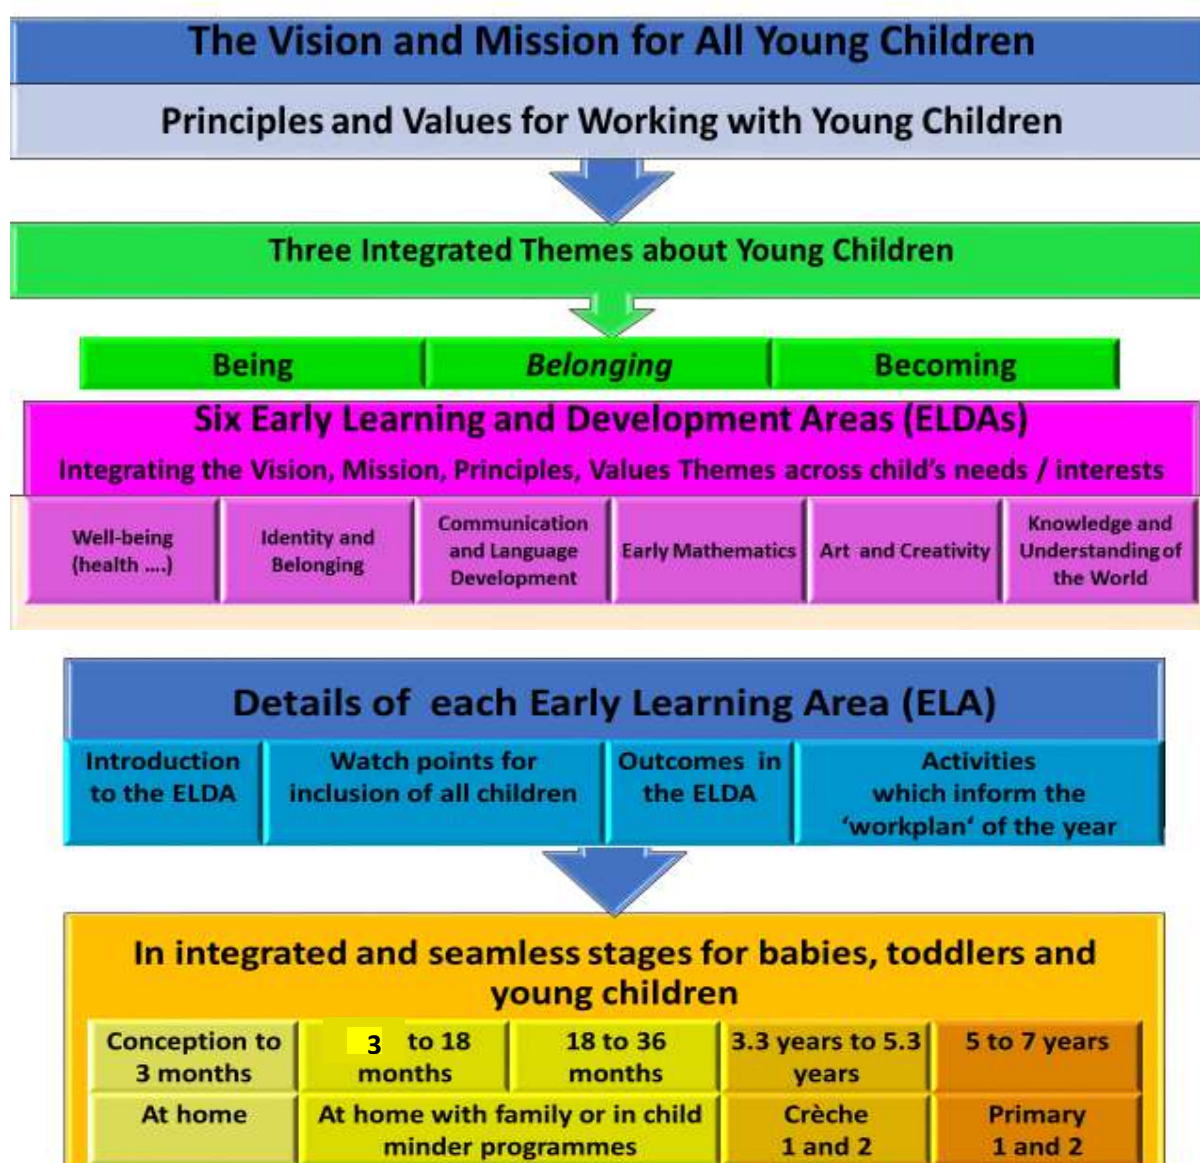 The Vision and Mission for All Young Children
Principles and Values for Working with Young Children
Three Integrated Themes about Young Children
Being
Belonging
Becoming
Six Early Learning and Development Areas (ELDAs)
Integrating the Vision, Mission, Principles, Values Themes across child's needs / interests
Well-being
(health ....)
Identity and
Belonging
Communication
and Language
Development
Early Mathematics
Art and Creativity
Knowledge and
Understanding of
the World
Details of each Early Learning Area (ELA)
Introduction
to the ELDA
Watch points for
inclusion of all children
Outcomes in
the ELDA
Activities
which inform the
‘workplan‘ of the year
In integrated and seamless stages for babies, toddlers and
young children
Conception to
3 months
3 to 18
months
18 to 36
months
3.3 years to 5.3
years
5 to 7 years
At home
At home with family or in child
minder programmes
Crèche
1 and 2
Primary
1 and 2